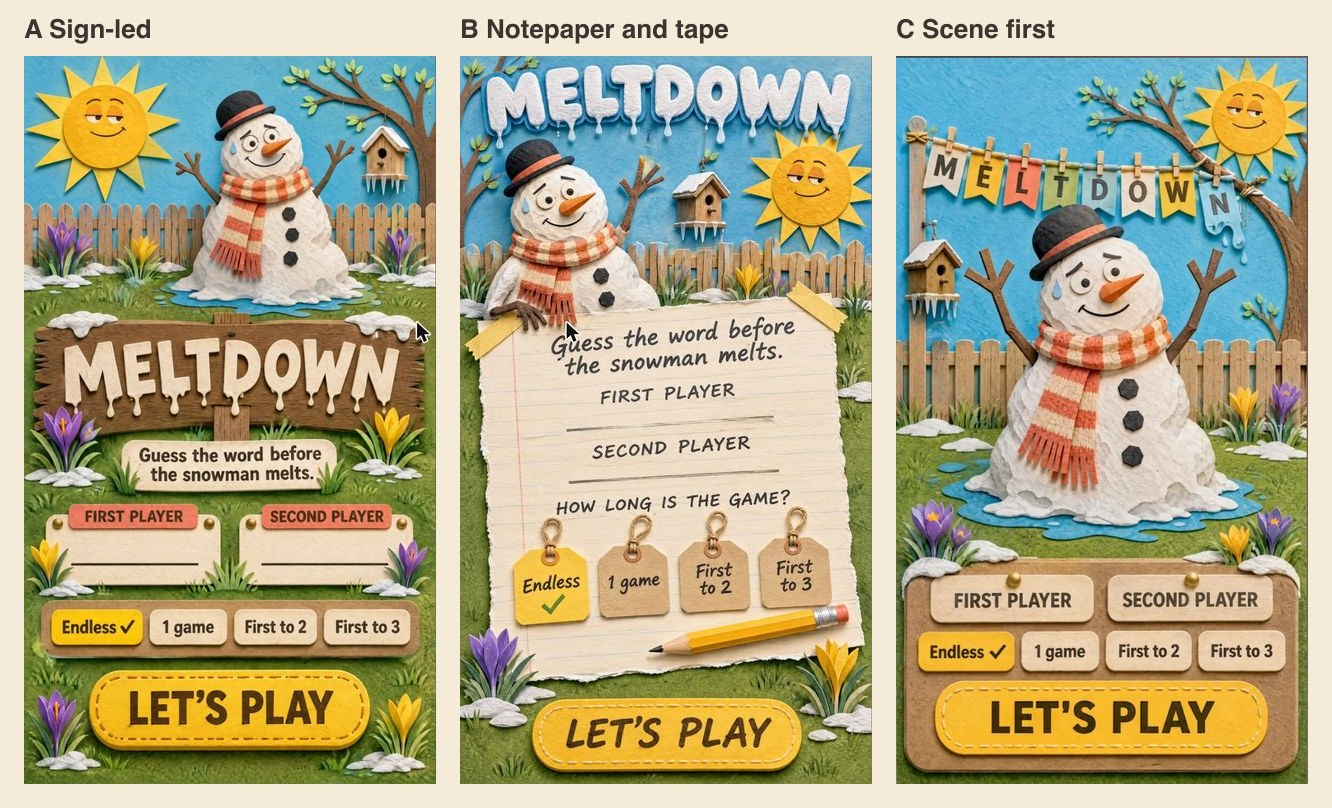 A Sign-led
MELTDOWN
Guess the word before
the snowman melts.
FIRST PLAYER
SECOND PLAYER
Endless ✓
1 game
First to 2
First to 3
LET'S PLAY
B Notepaper and tape
MELTDOWN
Guess the word before
the snowman melts.
FIRST PLAYER
SECOND PLAYER
HOW LONG IS THE GAME?
Endless
✓
1 game
First
to 2
First
to 3
LET'S PLAY
C Scene first
MELTDOWN
FIRST PLAYER
SECOND PLAYER
Endless ✓
1 game
First to 2
First to 3
LET'S PLAY